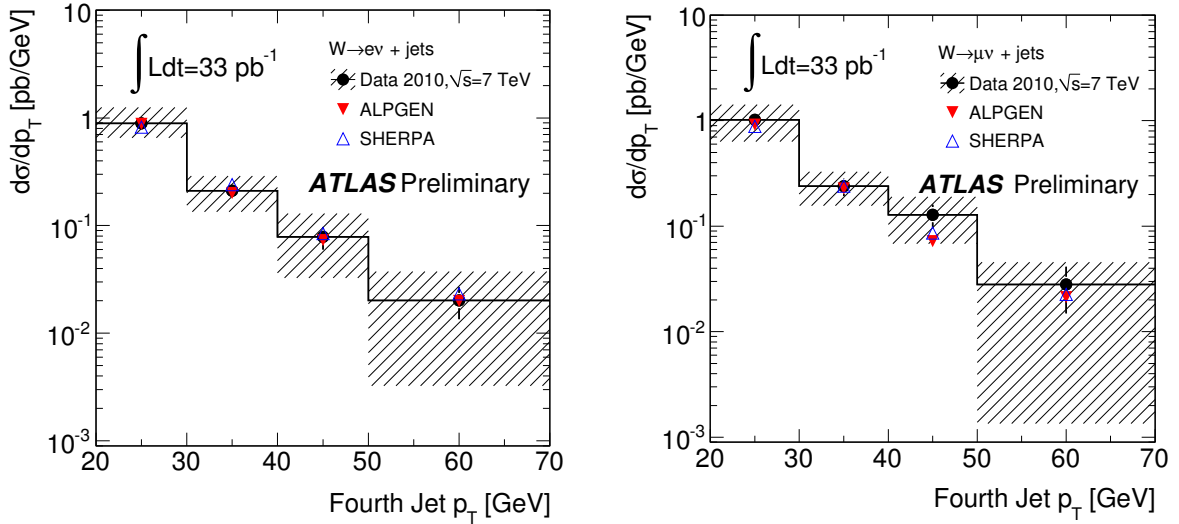 dσ/dp_T [pb/GeV]
10
1
10^-1
10^-2
10^-3
∫Ldt=33 pb^-1
W→eν + jets
Data 2010,√s=7 TeV
ALPGEN
SHERPA
ATLAS Preliminary
20 30 40 50 60 70
Fourth Jet p_T [GeV]
dσ/dp_T [pb/GeV]
10
1
10^-1
10^-2
10^-3
∫Ldt=33 pb^-1
W→μν + jets
Data 2010,√s=7 TeV
ALPGEN
SHERPA
ATLAS Preliminary
20 30 40 50 60 70
Fourth Jet p_T [GeV]